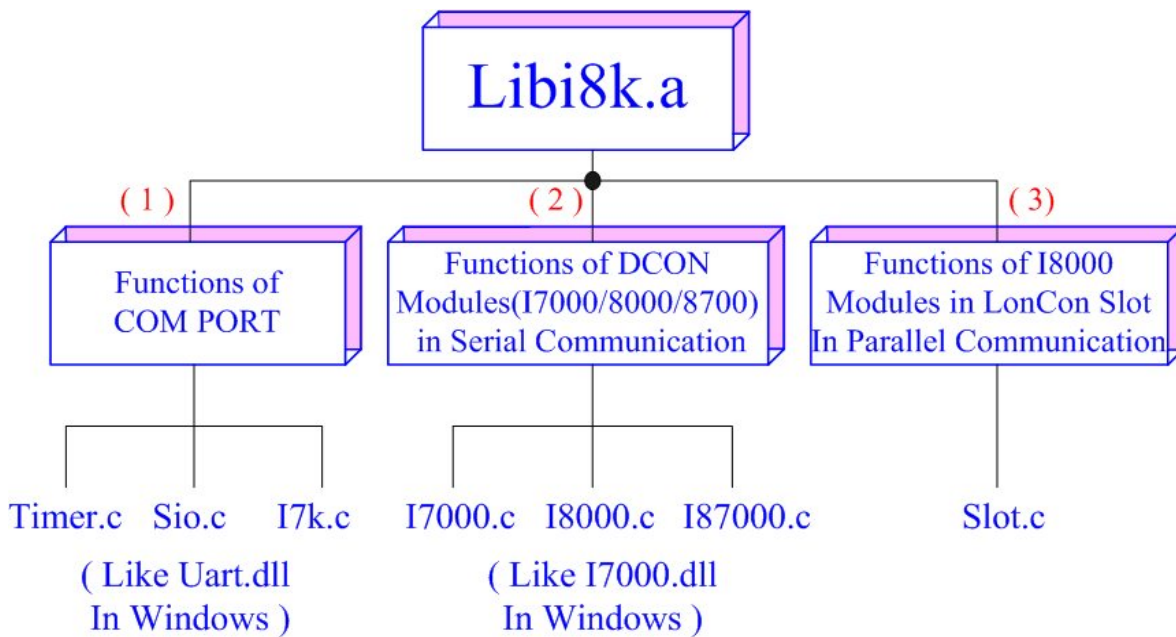 Libi8k.a
( 1 )
( 2 )
( 3)
Functions of
COM PORT
Functions of DCON
Modules(I7000/8000/8700)
in Serial Communication
Functions of I8000
Modules in LonCon Slot
In Parallel Communication
Timer.c
Sio.c
I7k.c
I7000.c
I8000.c
I87000.c
Slot.c
( Like Uart.dll
In Windows )
( Like I7000.dll
In Windows )